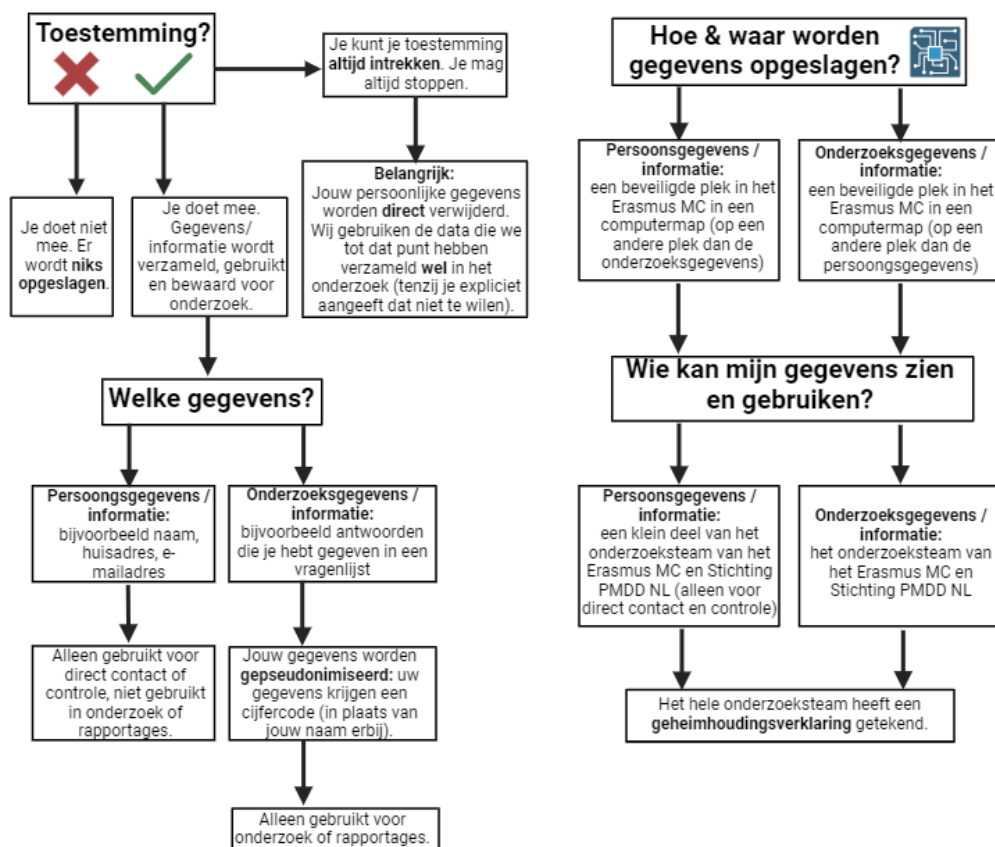 Toestemming?
Je kunt je toestemming
altijd intrekken. Je mag
altijd stoppen.
Je doet niet
mee. Er
wordt niks
opgeslagen.
Je doet mee.
Gegevens/
informatie wordt
verzameld, gebruikt
en bewaard voor
onderzoek.
Belangrijk:
Jouw persoonlijke gegevens
worden direct verwijderd.
Wij gebruiken de data die we
tot dat punt hebben
verzameld wel in het
onderzoek (tenzij je expliciet
aangeeft dat niet te wilen).
Welke gegevens?
Persoongsgegevens /
informatie:
bijvoorbeeld naam,
huisadres, e-
mailadres
Onderzoeksgegevens /
informatie:
bijvoorbeeld antwoorden
die je hebt gegeven in een
vragenlijst
Alleen gebruikt voor
direct contact of
controle, niet gebruikt
in onderzoek of
rapportages.
Jouw gegevens worden
gepseudonimiseerd: uw
gegevens krijgen een
cijfercode (in plaats van
jouw naam erbij).
Alleen gebruikt voor
onderzoek of rapportages.
Hoe & waar worden
gegevens opgeslagen?
Persoonsgegevens /
informatie:
een beveiligde plek in het
Erasmus MC in een
computermap (op een
andere plek dan de
onderzoeksgegevens)
Onderzoeksgegevens /
informatie:
een beveiligde plek in het
Erasmus MC in een
computermap (op een
andere plek dan de
persoongsgegevens)
Wie kan mijn gegevens zien
en gebruiken?
Persoonsgegevens /
informatie:
een klein deel van het
onderzoeksteam van het
Erasmus MC en Stichting
PMDD NL (alleen voor
direct contact en controle)
Onderzoeksgegevens /
informatie:
het onderzoeksteam van
het Erasmus MC en
Stichting PMDD NL
Het hele onderzoeksteam heeft een
geheimhoudingsverklaring getekend.